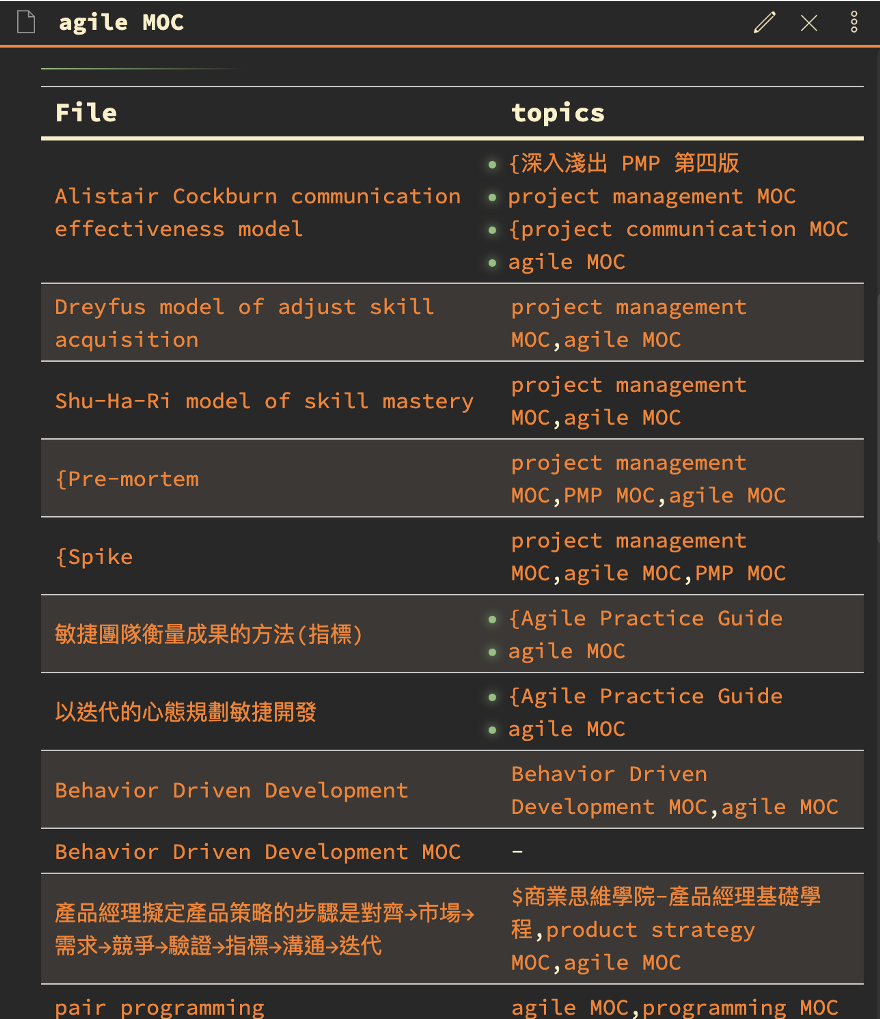 agile MOC
File
topics
Alistair Cockburn communication
effectiveness model
{深入淺出 PMP 第四版
project management MOC
{project communication MOC
agile MOC
Dreyfus model of adjust skill
acquisition
project management
MOC,agile MOC
Shu-Ha-Ri model of skill mastery
project management
MOC,agile MOC
{Pre-mortem
project management
MOC,PMP MOC,agile MOC
{Spike
project management
MOC,agile MOC,PMP MOC
敏捷團隊衡量成果的方法(指標)
{Agile Practice Guide
agile MOC
以迭代的心態規劃敏捷開發
{Agile Practice Guide
agile MOC
Behavior Driven Development
Behavior Driven
Development MOC,agile MOC
Behavior Driven Development MOC
-
產品經理擬定產品策略的步驟是對齊→市場→
需求→競爭→驗證→指標→溝通→迭代
$商業思維學院-產品經理基礎學
程,product strategy
MOC,agile MOC
pair programming
agile MOC,programming MOC